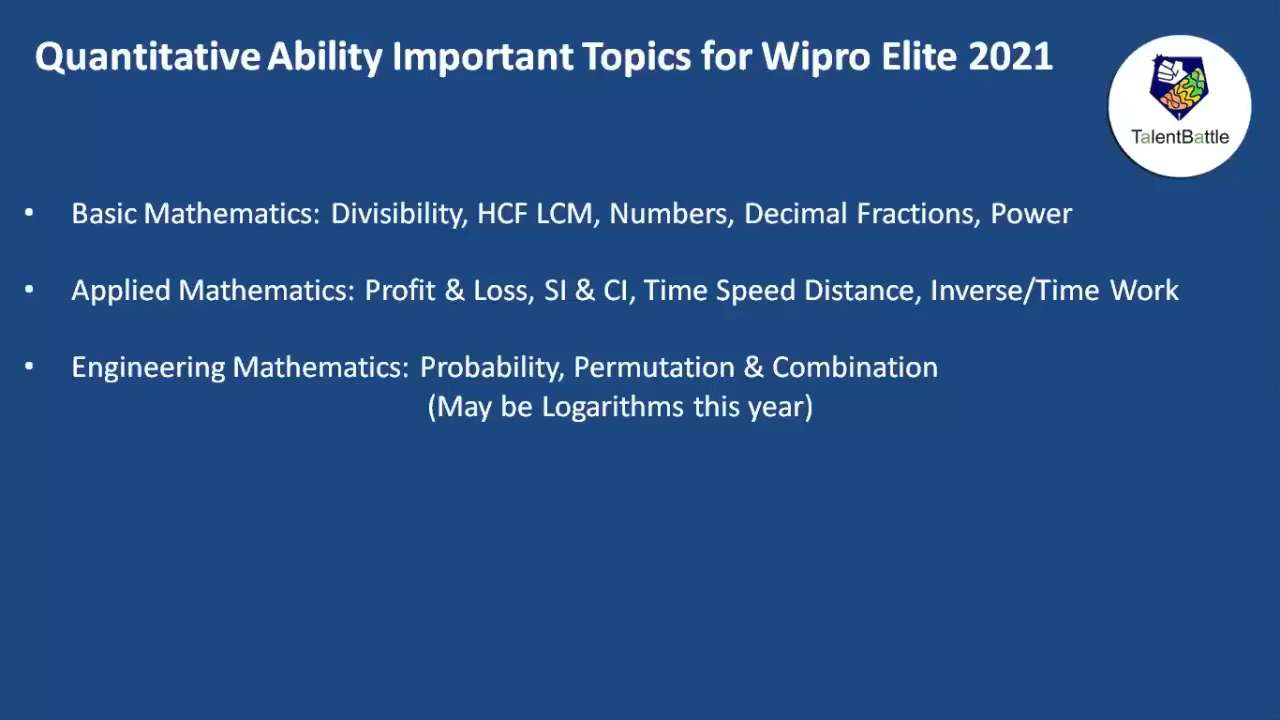 Quantitative Ability Important Topics for Wipro Elite 2021
TalentBattle
• Basic Mathematics: Divisibility, HCF LCM, Numbers, Decimal Fractions, Power
• Applied Mathematics: Profit & Loss, SI & CI, Time Speed Distance, Inverse/Time Work
• Engineering Mathematics: Probability, Permutation & Combination
(May be Logarithms this year)